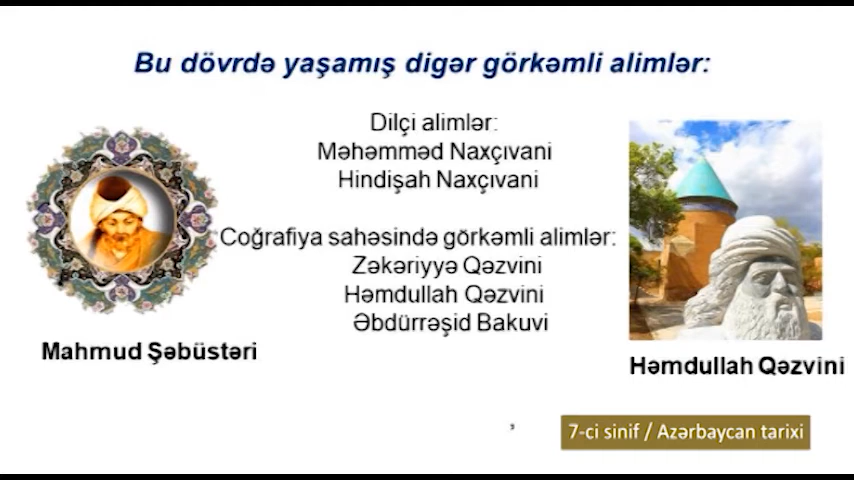 Bu dövrdə yaşamış digər görkəmli alimlər:
Dilçi alimlər:
Məhəmməd Naxçıvani
Hindişah Naxçıvani
Coğrafiya sahəsində görkəmli alimlər:
Zəkəriyyə Qəzvini
Həmdullah Qəzvini
Əbdürrəşid Bakuvi
Mahmud Şəbüstəri
Həmdullah Qəzvini
,
7-ci sinif / Azərbaycan tarixi